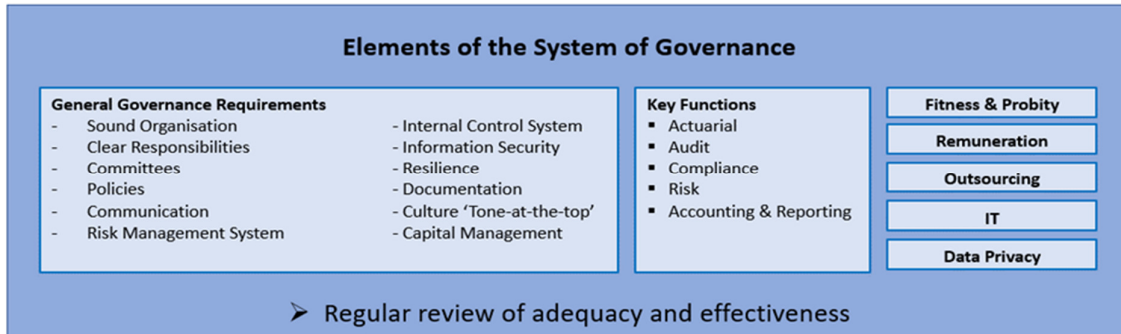 Elements of the System of Governance
General Governance Requirements
- Sound Organisation
- Clear Responsibilities
- Committees
- Policies
- Communication
- Risk Management System
- Internal Control System
- Information Security
- Resilience
- Documentation
- Culture ‘Tone-at-the-top’
- Capital Management
Key Functions
▪ Actuarial
▪ Audit
▪ Compliance
▪ Risk
▪ Accounting & Reporting
Fitness & Probity
Remuneration
Outsourcing
IT
Data Privacy
➢ Regular review of adequacy and effectiveness